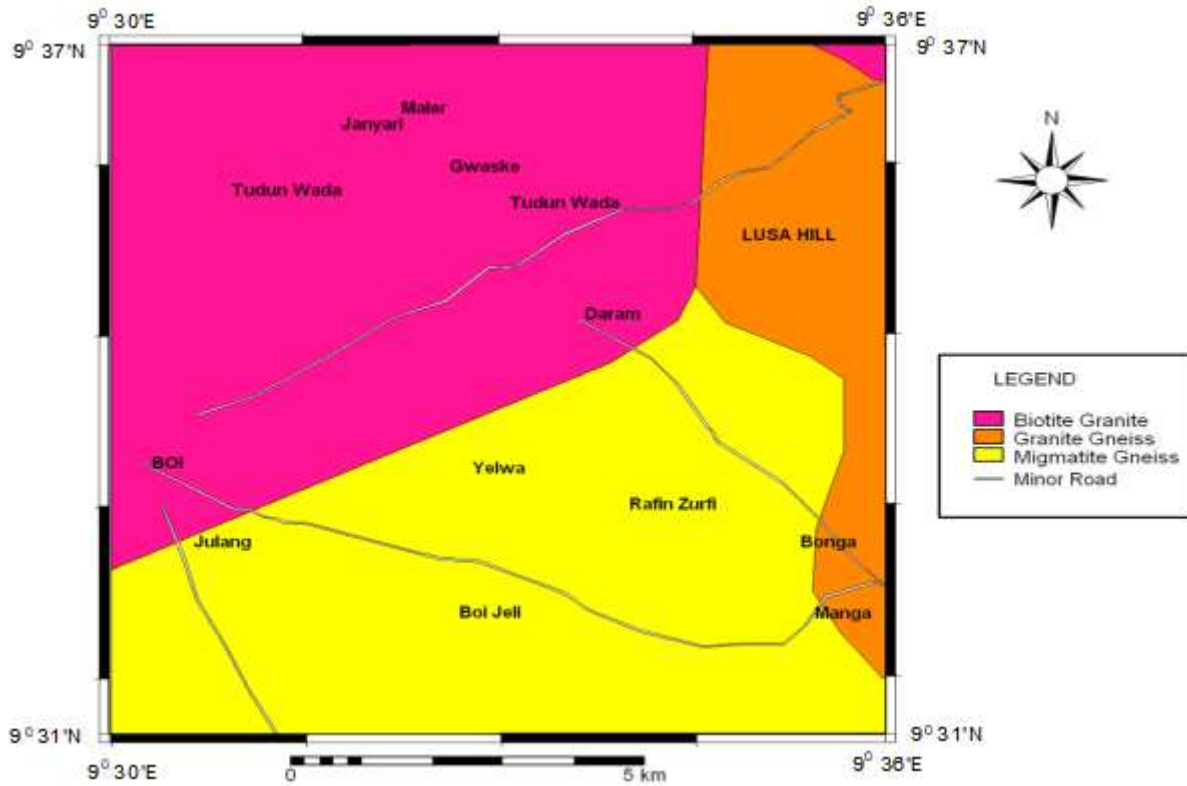 9⁰ 30'E
9⁰ 36'E
9⁰ 37'N
9⁰ 37'N
Maler
Janyari
Gwaske
Tudun Wada
Tudun Wada
LUSA HILL
N
Daram
LEGEND
Biotite Granite
Granite Gneiss
Migmatite Gneiss
Minor Road
BOI
Yelwa
Rafin Zurfi
Julang
Bonga
Boi Jeli
Manga
9⁰ 31'N
9⁰ 31'N
9⁰ 30'E
0
5 km
9⁰ 36'E